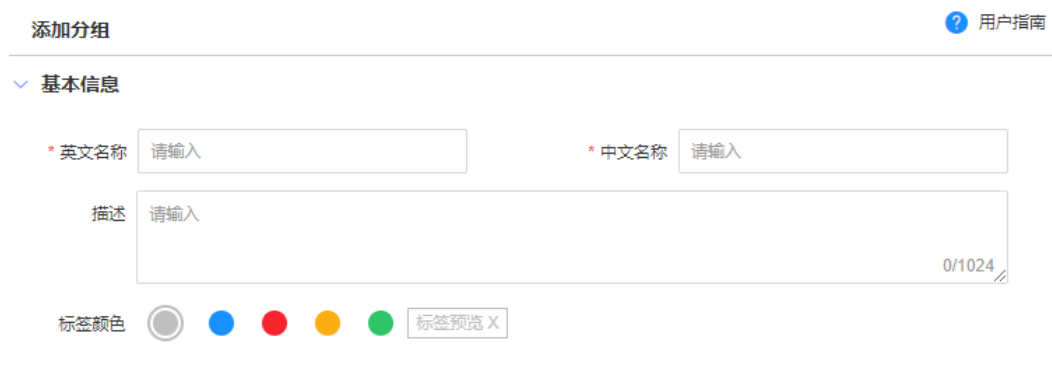 添加分组
? 用户指南
基本信息
* 英文名称 请输入 * 中文名称 请输入
描述 请输入
0/1024
标签颜色 标签预览 X